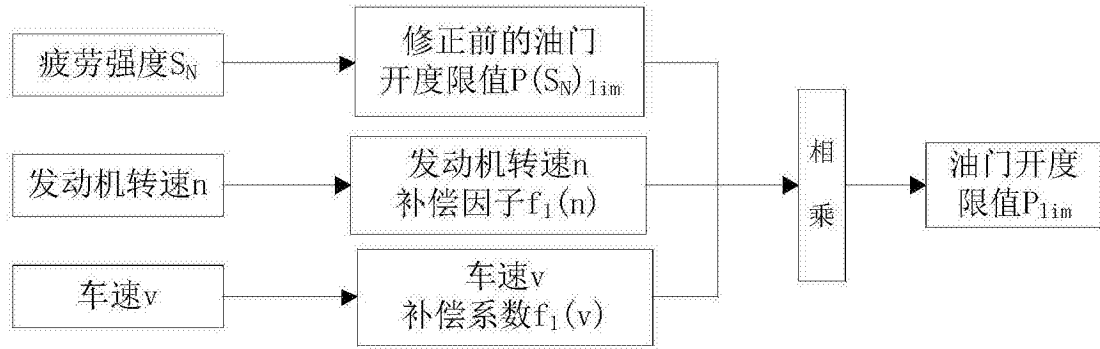 疲劳强度S_N
修正前的油门
开度限值P(S_N)_lim
发动机转速n
发动机转速n
补偿因子f_1(n)
车速v
车速v
补偿系数f_1(v)
相
乘
油门开度
限值P_lim